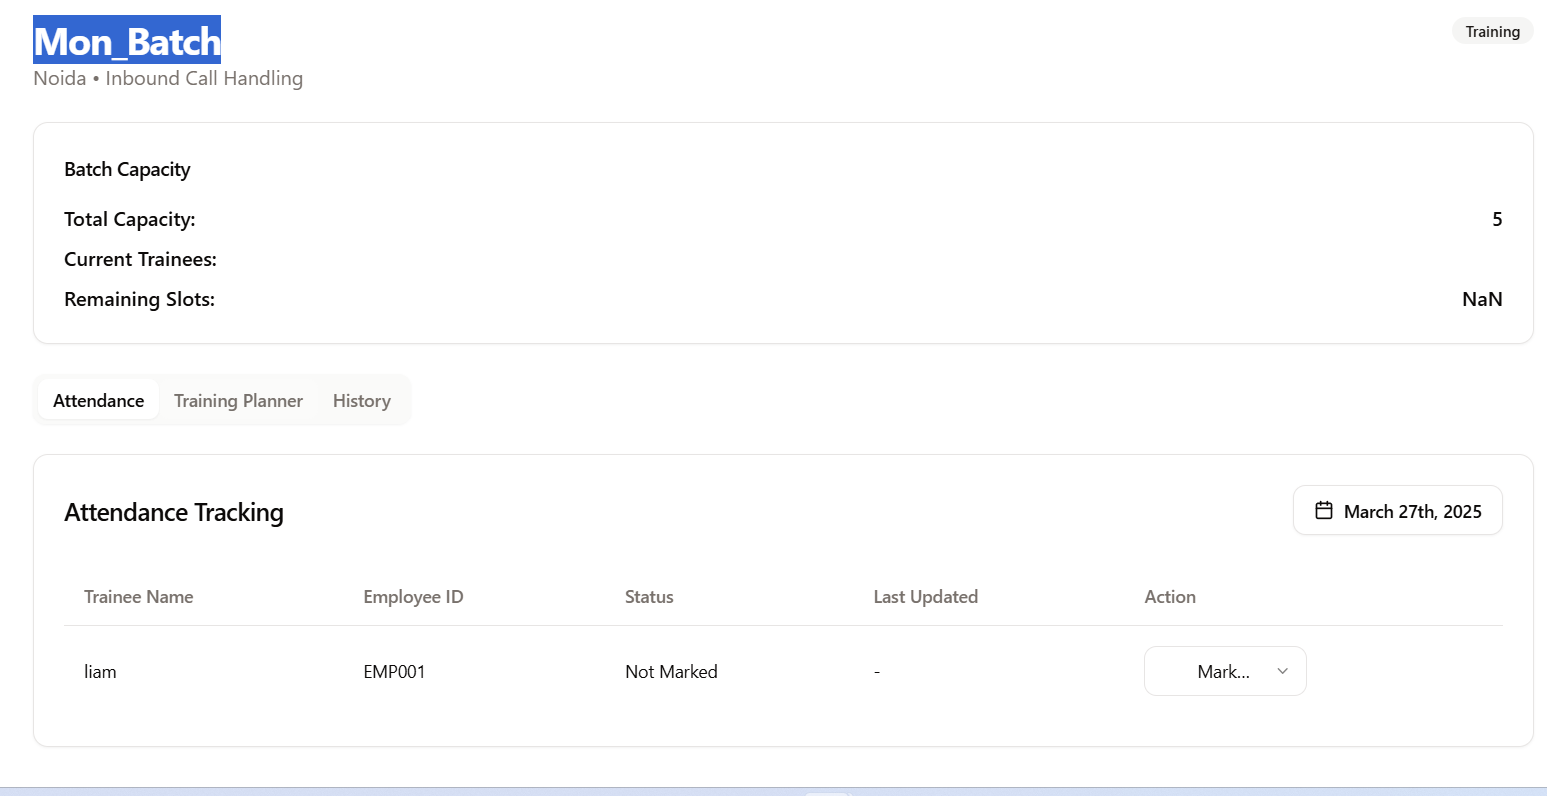 Mon_Batch
Training
Noida • Inbound Call Handling
Batch Capacity
Total Capacity: 5
Current Trainees:
Remaining Slots: NaN
Attendance Training Planner History
Attendance Tracking
March 27th, 2025
Trainee Name Employee ID Status Last Updated Action
liam EMP001 Not Marked - Mark...